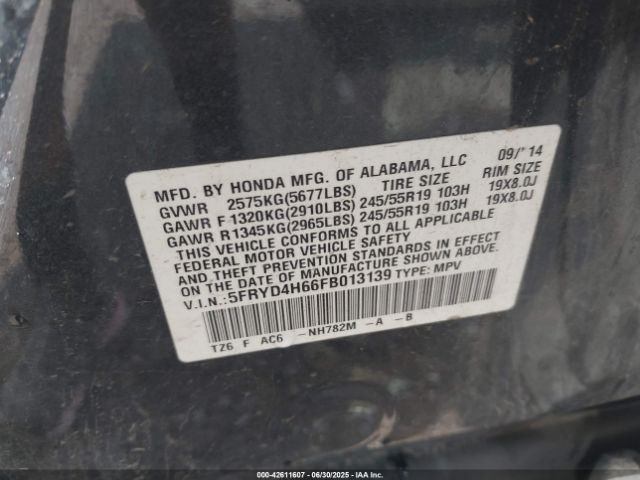 MFD. BY HONDA MFG. OF ALABAMA, LLC 09/'14
GVWR 2575KG(5677LBS) TIRE SIZE RIM SIZE
GAWR F 1320KG(2910LBS) 245/55R19 103H 19X8.0J
GAWR R1345KG(2965LBS) 245/55R19 103H 19X8.0J
THIS VEHICLE CONFORMS TO ALL APPLICABLE
FEDERAL MOTOR VEHICLE SAFETY
AND THEFT PREVENTION STANDARDS IN EFFECT
ON THE DATE OF MANUFACTURE SHOWN ABOVE.
V.I.N.:5FRYD4H66FB013139 TYPE: MPV
TZ6 F AC6 -NH782M -A -B
000-42611607 - 06/30/2025 - IAAI.COM